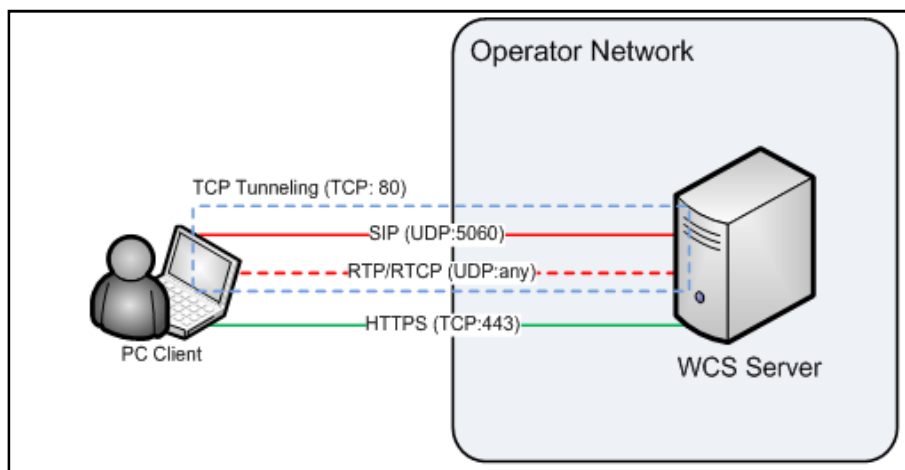 Operator Network
TCP Tunneling (TCP: 80)
SIP (UDP:5060)
RTP/RTCP (UDP:any)
HTTPS (TCP:443)
PC Client
WCS Server